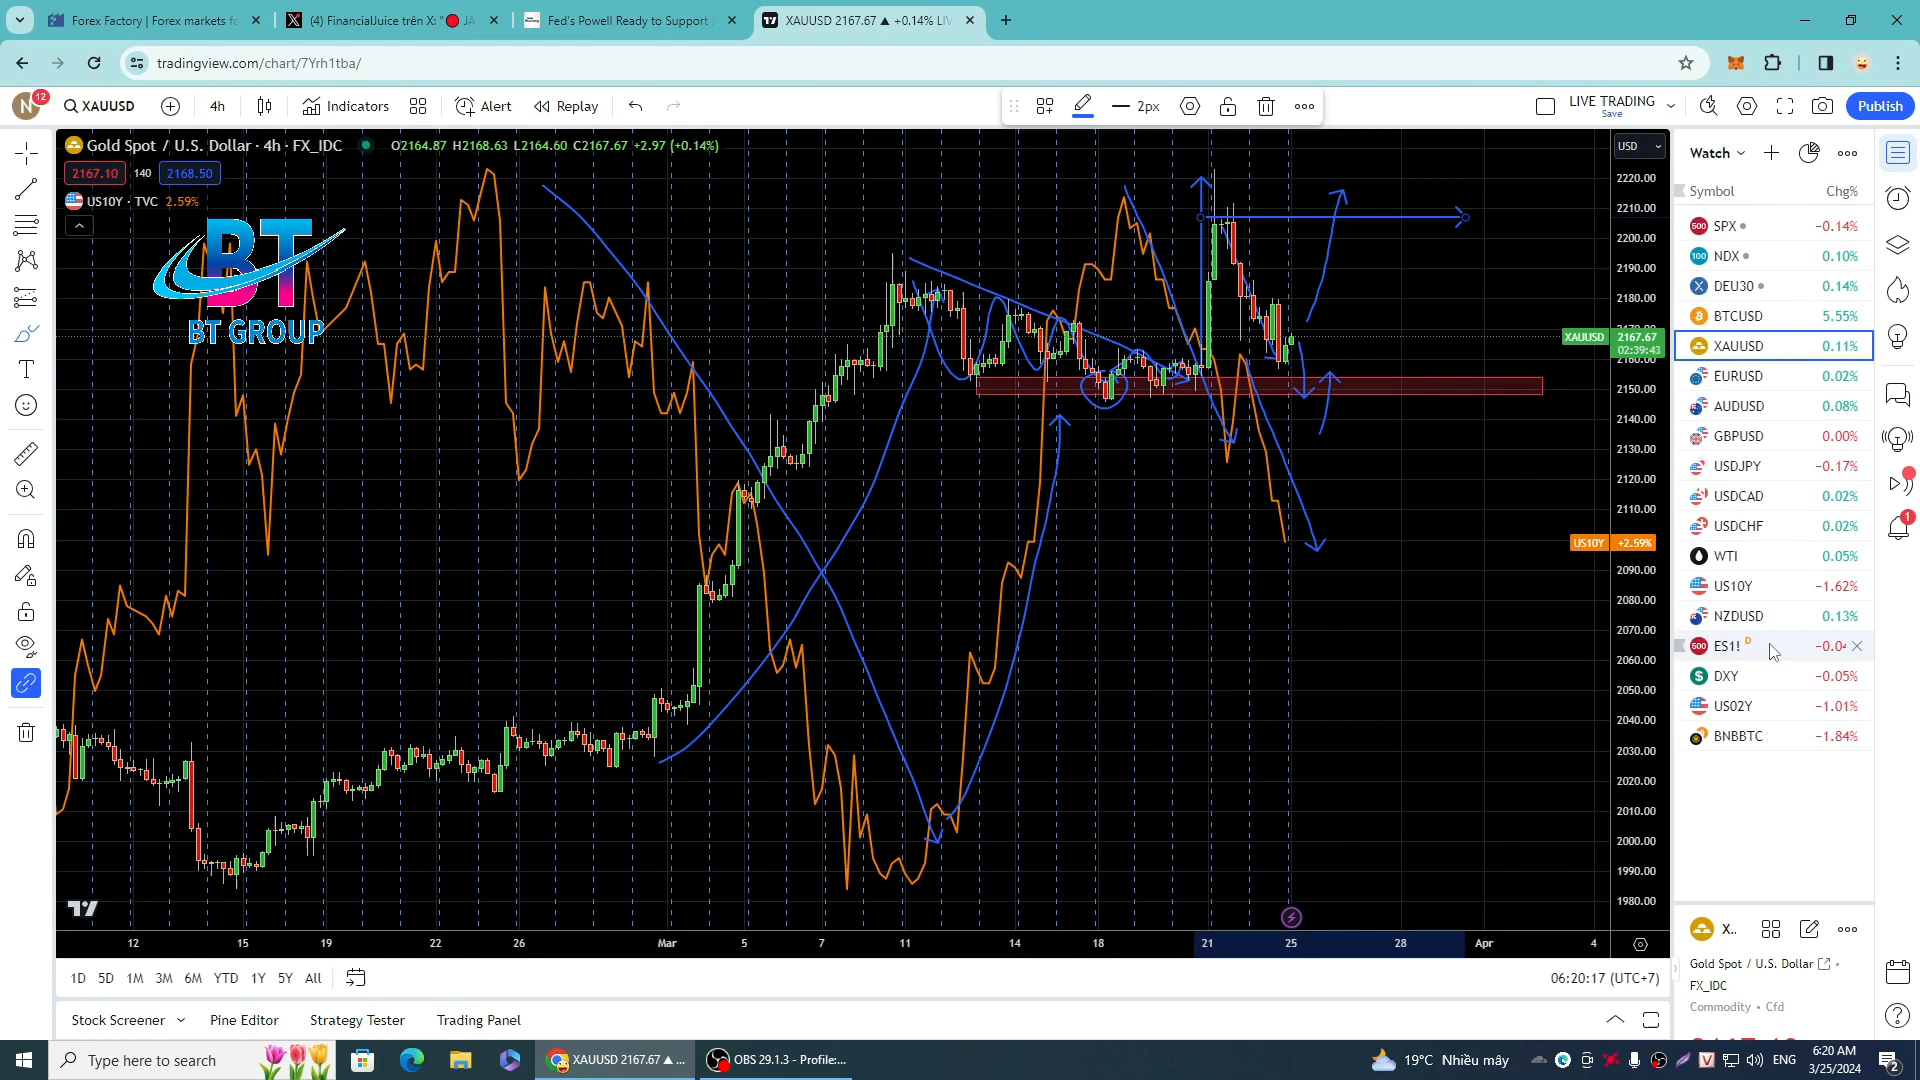 Forex Factory | Forex markets fo
(4) FinancialJuice trên X: "🔴 JA
Fed's Powell Ready to Support J
XAUUSD 2167.67 ▲ +0.14% LIV
tradingview.com/chart/7Yrh1tba/
N 12
XAUUSD
4h
Indicators
Alert
Replay
2px
LIVE TRADING
Save
Publish
Gold Spot / U.S. Dollar · 4h · FX_IDC
O2164.87 H2168.63 L2164.60 C2167.67 +2.97 (+0.14%)
2167.10 140 2168.50
US10Y · TVC 2.59%
BT
BT GROUP
USD
2220.00
2210.00
2200.00
2190.00
2180.00
XAUUSD 2167.67
02:39:43
2160.00
2150.00
2140.00
2130.00
2120.00
2110.00
US10Y +2.59%
2090.00
2080.00
2070.00
2060.00
2050.00
2040.00
2030.00
2020.00
2010.00
2000.00
1990.00
1980.00
12 15 19 22 26 Mar 5 7 11 14 18 21 25 28 Apr 4
1D 5D 1M 3M 6M YTD 1Y 5Y All
06:20:17 (UTC+7)
Stock Screener Pine Editor Strategy Tester Trading Panel
Watch
Symbol Chg%
SPX −0.14%
NDX 0.10%
DEU30 0.14%
BTCUSD 5.55%
XAUUSD 0.11%
EURUSD 0.02%
AUDUSD 0.08%
GBPUSD 0.00%
USDJPY −0.17%
USDCAD 0.02%
USDCHF 0.02%
WTI 0.05%
US10Y −1.62%
NZDUSD 0.13%
ES1! D −0.04
DXY −0.05%
US02Y −1.01%
BNBBTC −1.84%
X..
Gold Spot / U.S. Dollar
FX_IDC
Commodity • Cfd
1
Type here to search
XAUUSD 2167.67 ▲ ...
OBS 29.1.3 - Profile:...
19°C Nhiều mây
ENG
6:20 AM
3/25/2024
2